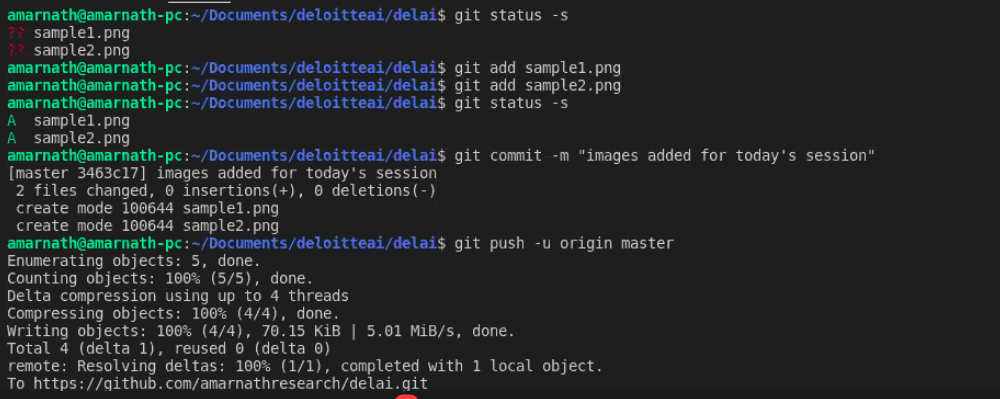 amarnath@amarnath-pc:~/Documents/deloitteai/delai$ git status -s
?? sample1.png
?? sample2.png
amarnath@amarnath-pc:~/Documents/deloitteai/delai$ git add sample1.png
amarnath@amarnath-pc:~/Documents/deloitteai/delai$ git add sample2.png
amarnath@amarnath-pc:~/Documents/deloitteai/delai$ git status -s
A  sample1.png
A  sample2.png
amarnath@amarnath-pc:~/Documents/deloitteai/delai$ git commit -m "images added for today's session"
[master 3463c17] images added for today's session
 2 files changed, 0 insertions(+), 0 deletions(-)
 create mode 100644 sample1.png
 create mode 100644 sample2.png
amarnath@amarnath-pc:~/Documents/deloitteai/delai$ git push -u origin master
Enumerating objects: 5, done.
Counting objects: 100% (5/5), done.
Delta compression using up to 4 threads
Compressing objects: 100% (4/4), done.
Writing objects: 100% (4/4), 70.15 KiB | 5.01 MiB/s, done.
Total 4 (delta 1), reused 0 (delta 0)
remote: Resolving deltas: 100% (1/1), completed with 1 local object.
To https://github.com/amarnathresearch/delai.git